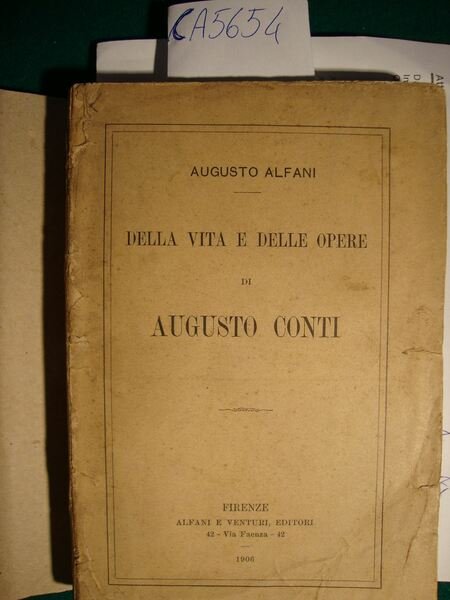 CA5654
AUGUSTO ALFANI
DELLA VITA E DELLE OPERE
DI
AUGUSTO CONTI
FIRENZE
ALFANI E VENTURI, EDITORI
42 - Via Faenza - 42
1906